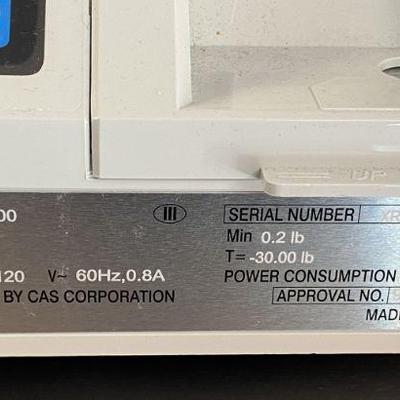 UP
00 III SERIAL NUMBER XR
Min 0.2 lb
T= -30.00 lb
120 V~ 60Hz,0.8A POWER CONSUMPTION
BY CAS CORPORATION APPROVAL NO.
MADE